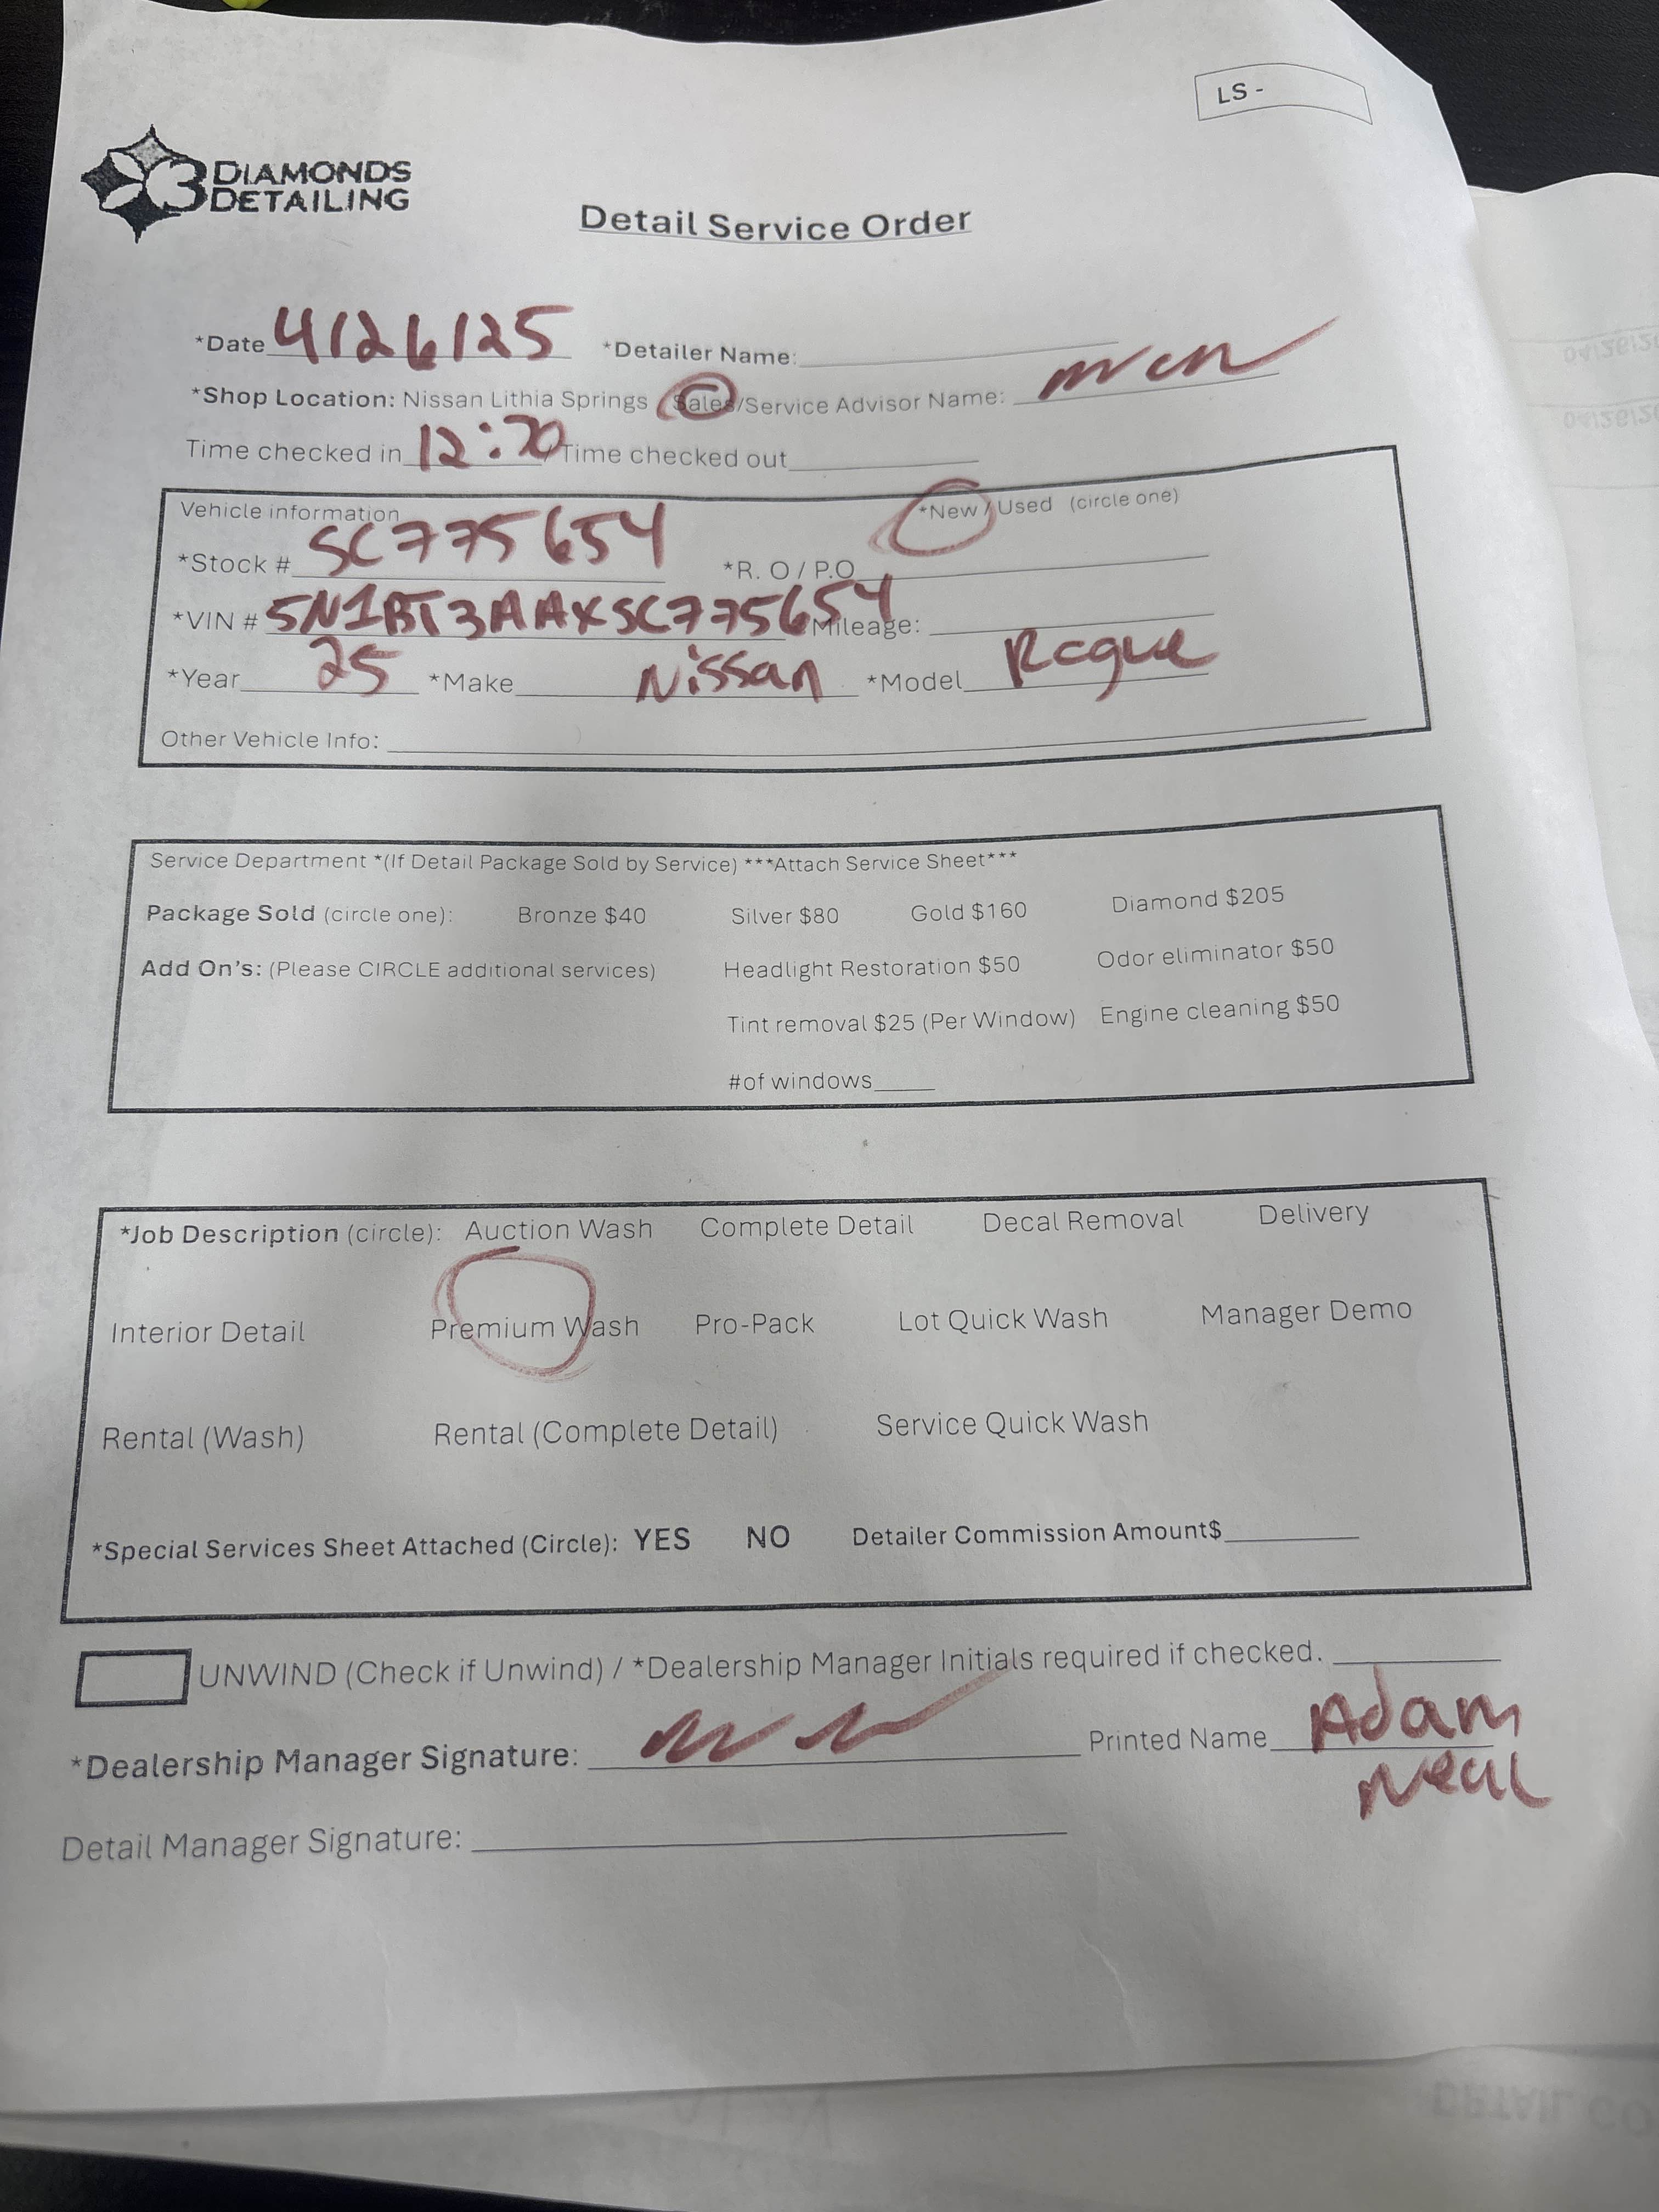 LS -
3 DIAMONDS
DETAILING
Detail Service Order
*Date 4/26/25 *Detailer Name:
*Shop Location: Nissan Lithia Springs Sales/Service Advisor Name:
Time checked in 12:20 / Time checked out
Vehicle information *New / Used (circle one)
*Stock # SC775654 *R. O / P.O
*VIN # 5N1BT3AAXSC775654 Mileage:
*Year 25 *Make Nissan *Model Rogue
Other Vehicle Info:
Service Department *(If Detail Package Sold by Service) ***Attach Service Sheet***
Package Sold (circle one): Bronze $40 Silver $80 Gold $160 Diamond $205
Add On's: (Please CIRCLE additional services) Headlight Restoration $50 Odor eliminator $50
Tint removal $25 (Per Window) Engine cleaning $50
#of windows
*Job Description (circle): Auction Wash Complete Detail Decal Removal Delivery
Interior Detail Premium Wash Pro-Pack Lot Quick Wash Manager Demo
Rental (Wash) Rental (Complete Detail) Service Quick Wash
*Special Services Sheet Attached (Circle): YES NO Detailer Commission Amount$
UNWIND (Check if Unwind) / *Dealership Manager Initials required if checked.
*Dealership Manager Signature: Printed Name Adam
Neal
Detail Manager Signature: